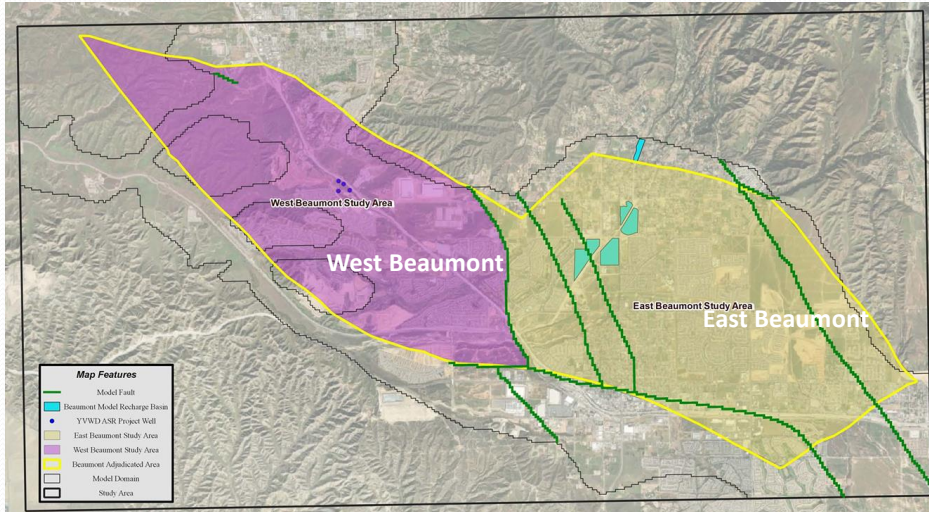 West Beaumont Study Area
West Beaumont
East Beaumont Study Area
East Beaumont
Map Features
Model Fault
Beaumont Model Recharge Basin
YVWD ASR Project Well
East Beaumont Study Area
West Beaumont Study Area
Beaumont Adjudicated Area
Model Domain
Study Area